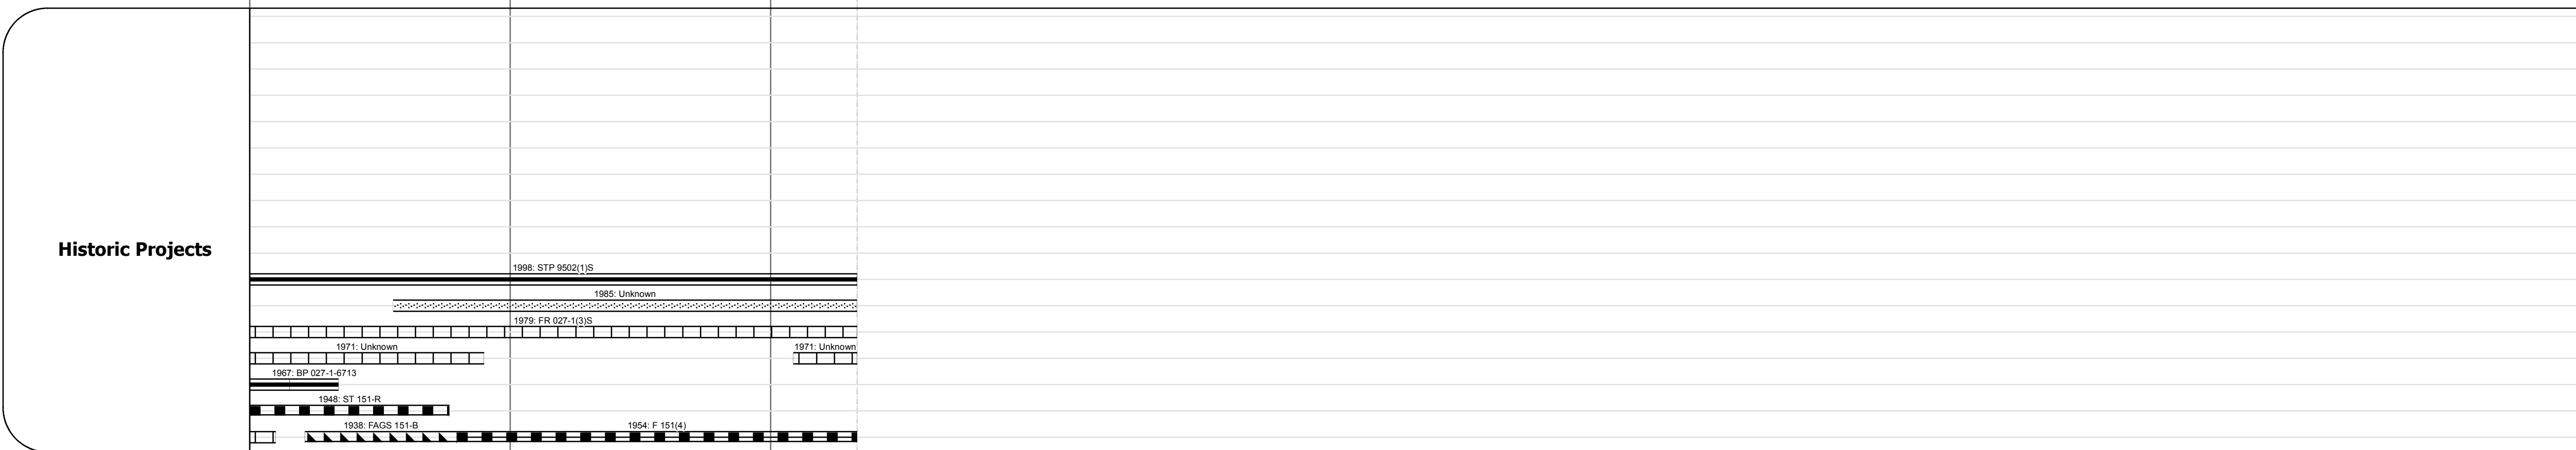 Historic Projects
1998: STP 9502(1)S
1985: Unknown
1979: FR 027-1(3)S
1971: Unknown
1971: Unknown
1967: BP 027-1-6713
1948: ST 151-R
1938: FAGS 151-B
1954: F 151(4)